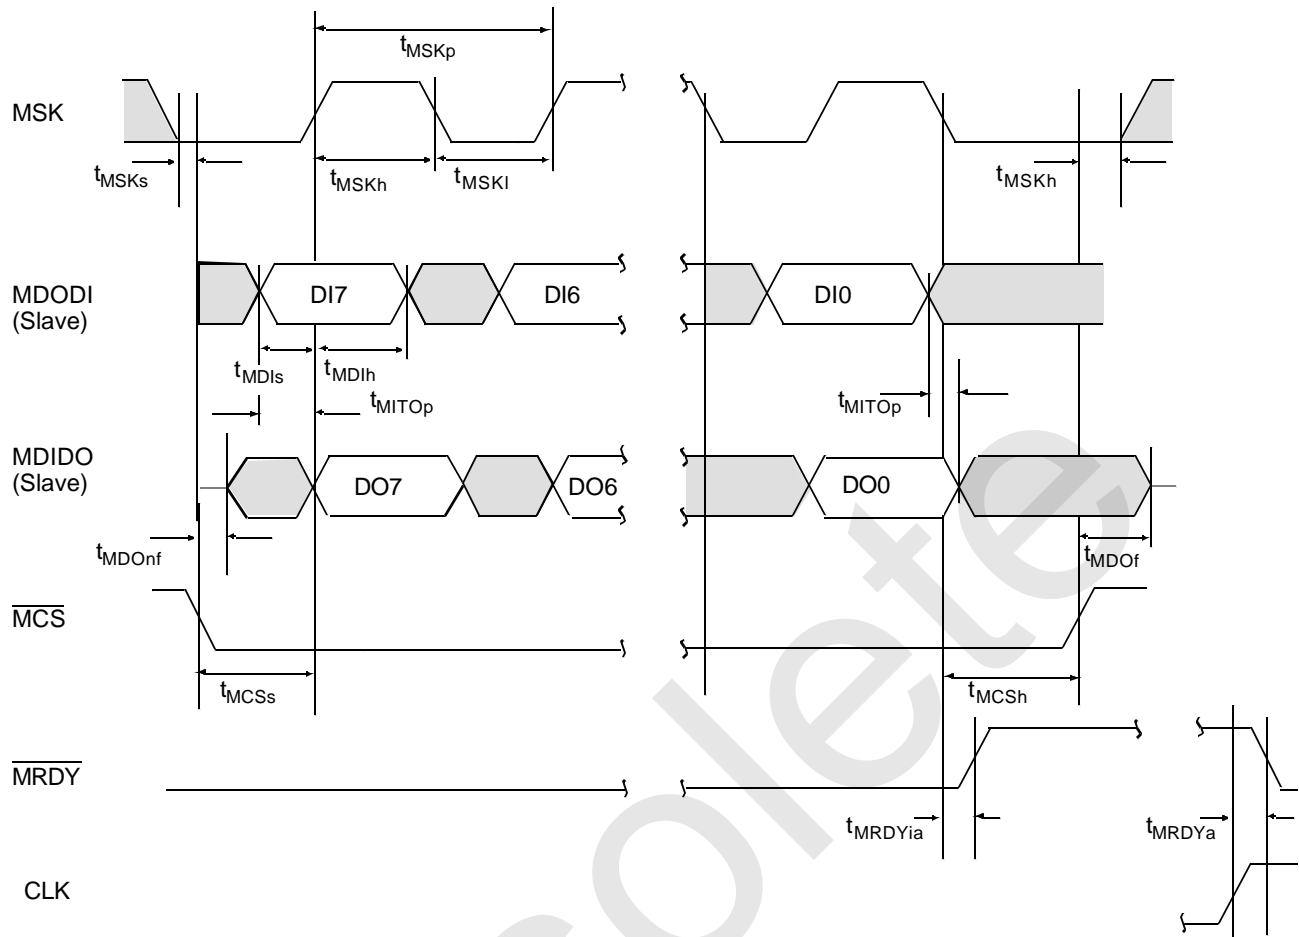 tMSKp
MSK
tMSKs
tMSKh
tMSKl
tMSKh
MDODI
(Slave)
DI7
DI6
DI0
tMDIs
tMDIh
tMITOp
tMITOp
MDIDO
(Slave)
DO7
DO6
DO0
tMDOnf
tMDOf
MCS
tMCSs
tMCSh
MRDY
tMRDYia
tMRDYa
CLK
solete